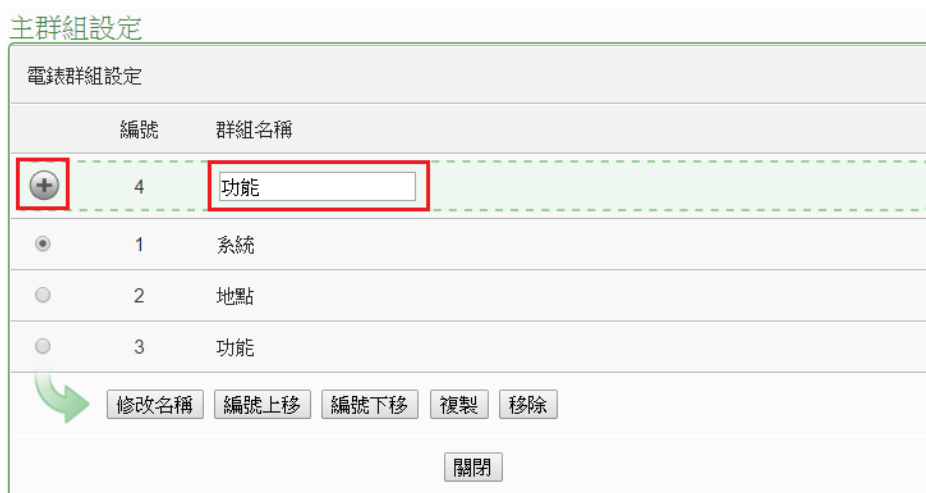 主群組設定
電錶群組設定
編號 群組名稱
4 功能
1 系統
2 地點
3 功能
修改名稱 編號上移 編號下移 複製 移除
關閉